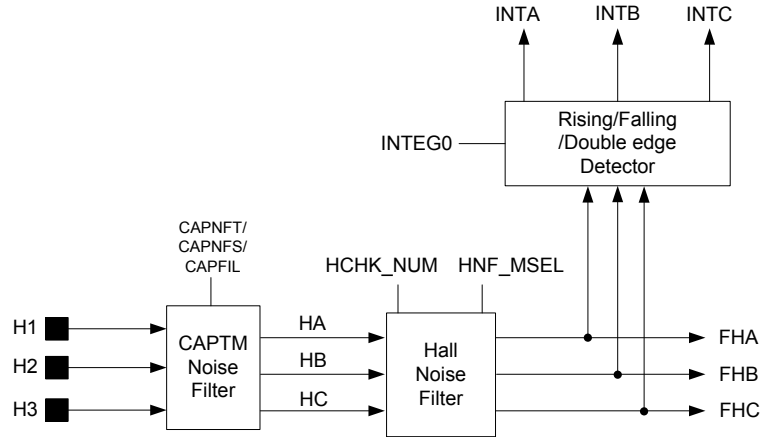 INTA
INTB
INTC
INTEG0
Rising/Falling
/Double edge
Detector
CAPNFT/
CAPNFS/
CAPFIL
HCHK_NUM
HNF_MSEL
H1
H2
H3
CAPTM
Noise
Filter
HA
HB
HC
Hall
Noise
Filter
FHA
FHB
FHC